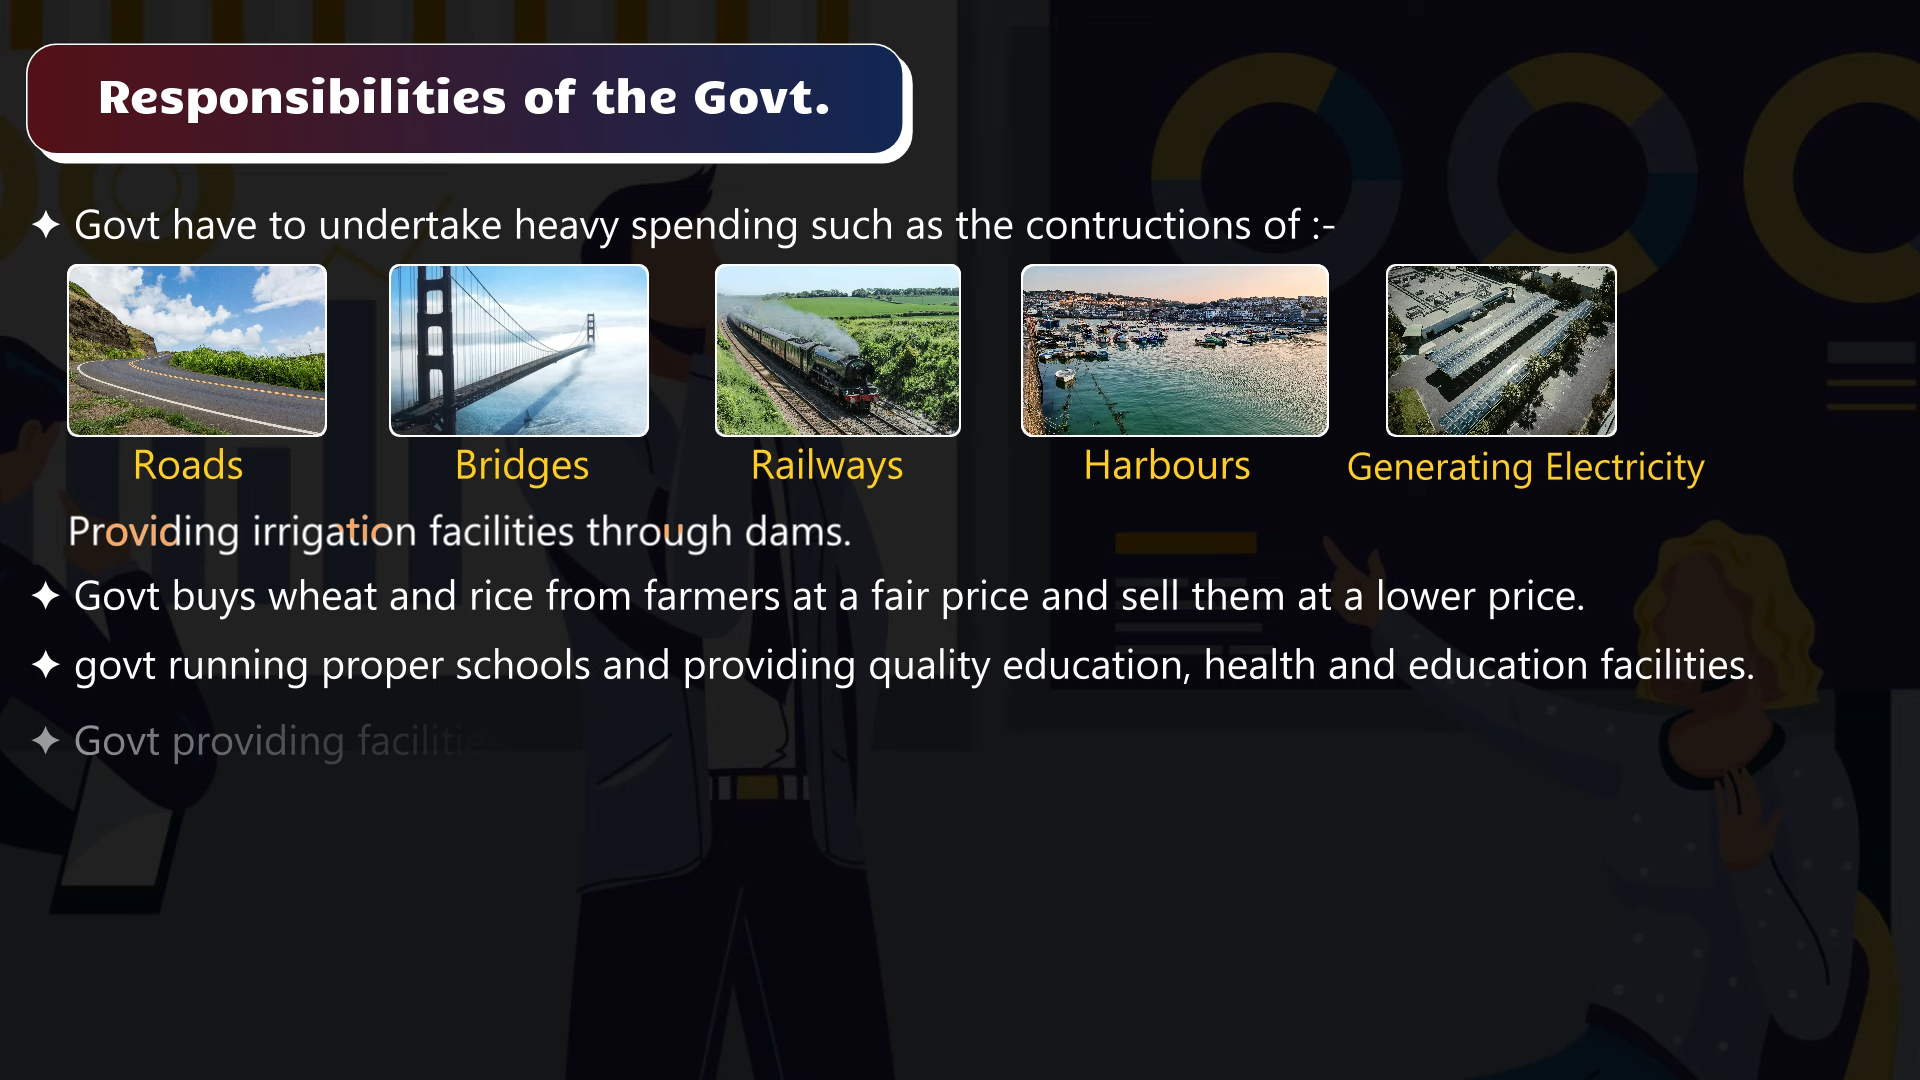 Responsibilities of the Govt.
✦ Govt have to undertake heavy spending such as the contructions of :-
Roads
Bridges
Railways
Harbours
Generating Electricity
Providing irrigation facilities through dams.
✦ Govt buys wheat and rice from farmers at a fair price and sell them at a lower price.
✦ govt running proper schools and providing quality education, health and education facilities.
✦ Govt providing